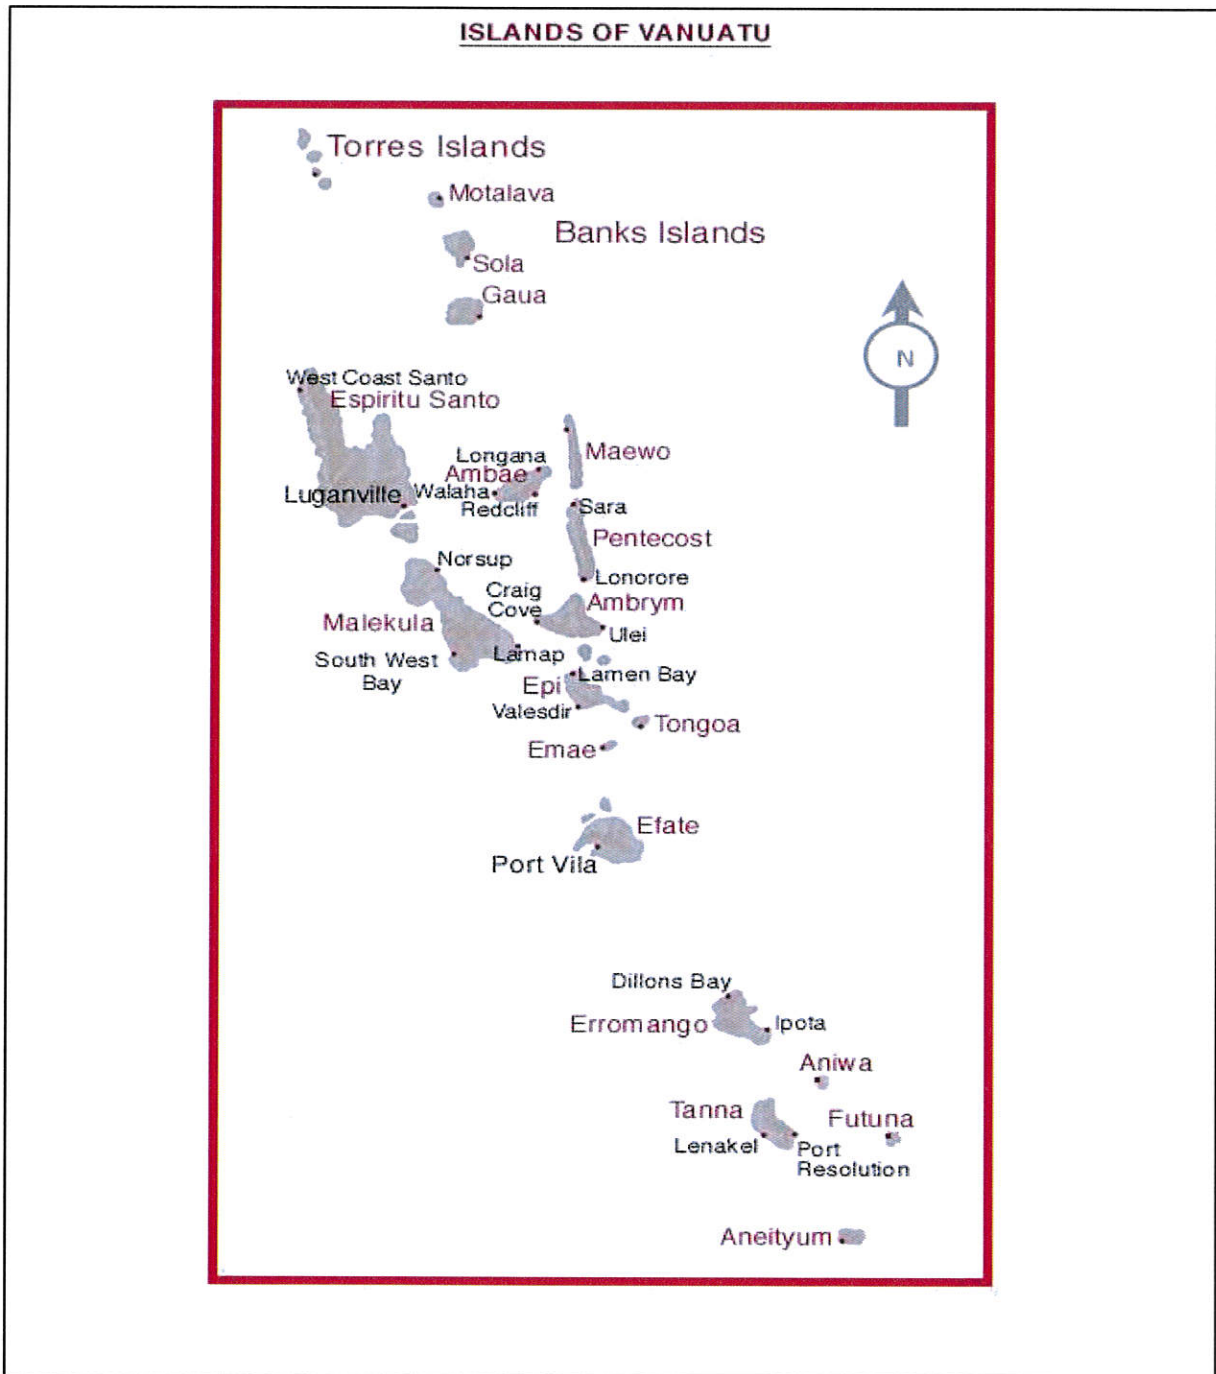 ISLANDS OF VANUATU
Torres Islands
Motalava
Banks Islands
Sola
Gaua
N
West Coast Santo
Espiritu Santo
Maewo
Longana
Ambae
Luganville
Walaha
Redcliff
Sara
Pentecost
Norsup
Lonorore
Craig
Cove
Ambrym
Malekula
Ulei
Lamap
South West
Bay
Lamen Bay
Epi
Valesdir
Tongoa
Emae
Efate
Port Vila
Dillons Bay
Erromango
Ipota
Aniwa
Tanna
Futuna
Lenakel
Port
Resolution
Aneityum